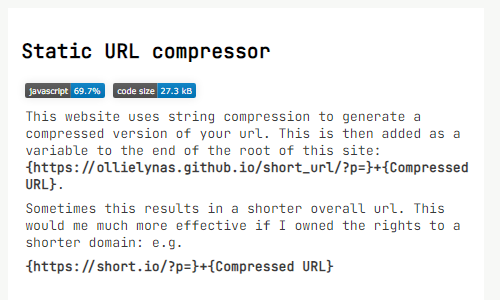 Static URL compressor
javascript 69.7% code size 27.3 kB
This website uses string compression to generate a
compressed version of your url. This is then added as a
variable to the end of the root of this site:
{https://ollielynas.github.io/short_url/?p=}+{Compressed
URL}.
Sometimes this results in a shorter overall url. This
would me much more effective if I owned the rights to a
shorter domain: e.g.
{https://short.io/?p=}+{Compressed URL}